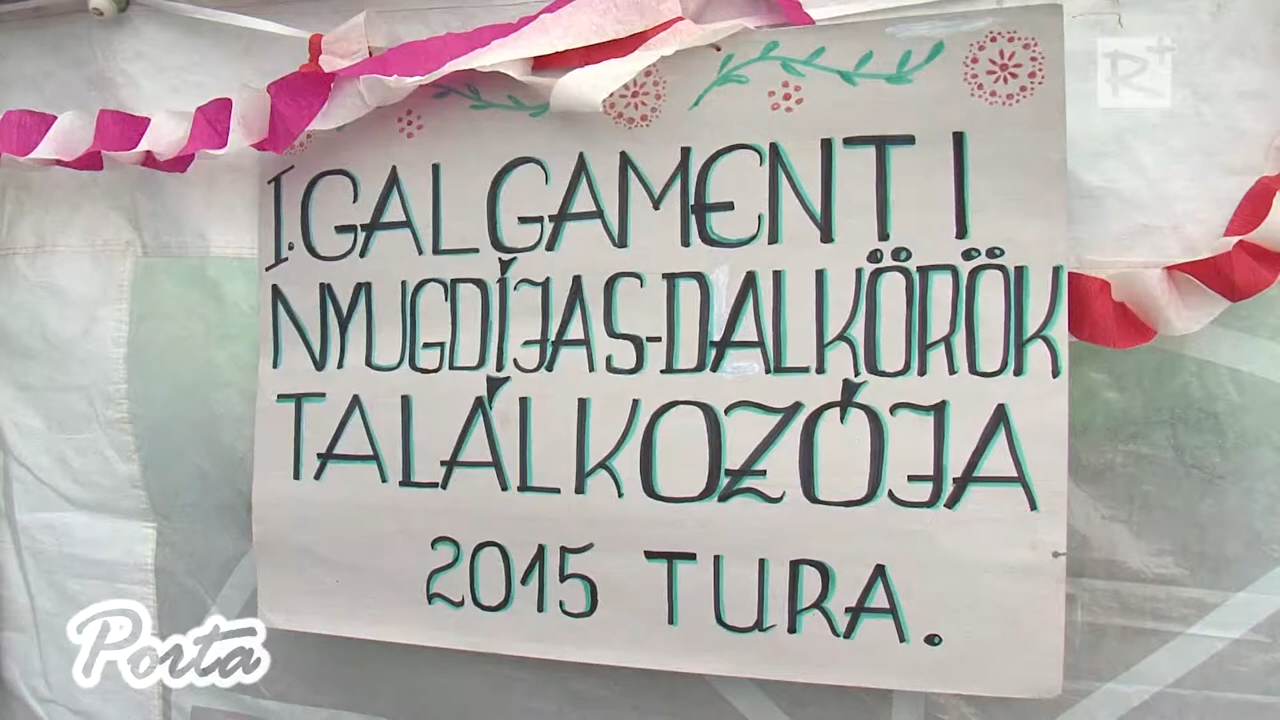 R+
I. GALGAMENTI
NYUGDÍJAS-DALKÖRÖK
TALÁLKOZÓJA
2015 TURA.
Porta